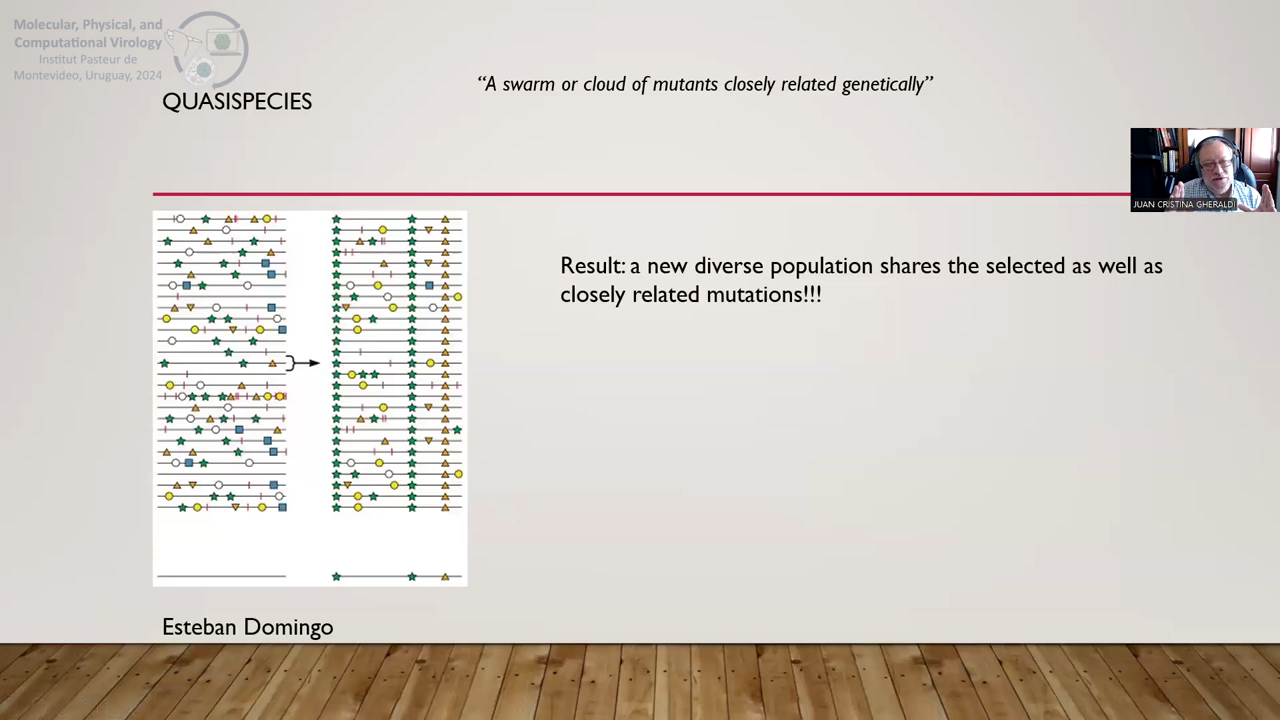 Molecular, Physical, and
Computational Virology
Institut Pasteur de
Montevideo, Uruguay, 2024
QUASISPECIES
“A swarm or cloud of mutants closely related genetically”
JUAN CRISTINA GHERALDI
Result: a new diverse population shares the selected as well as
closely related mutations!!!
Esteban Domingo